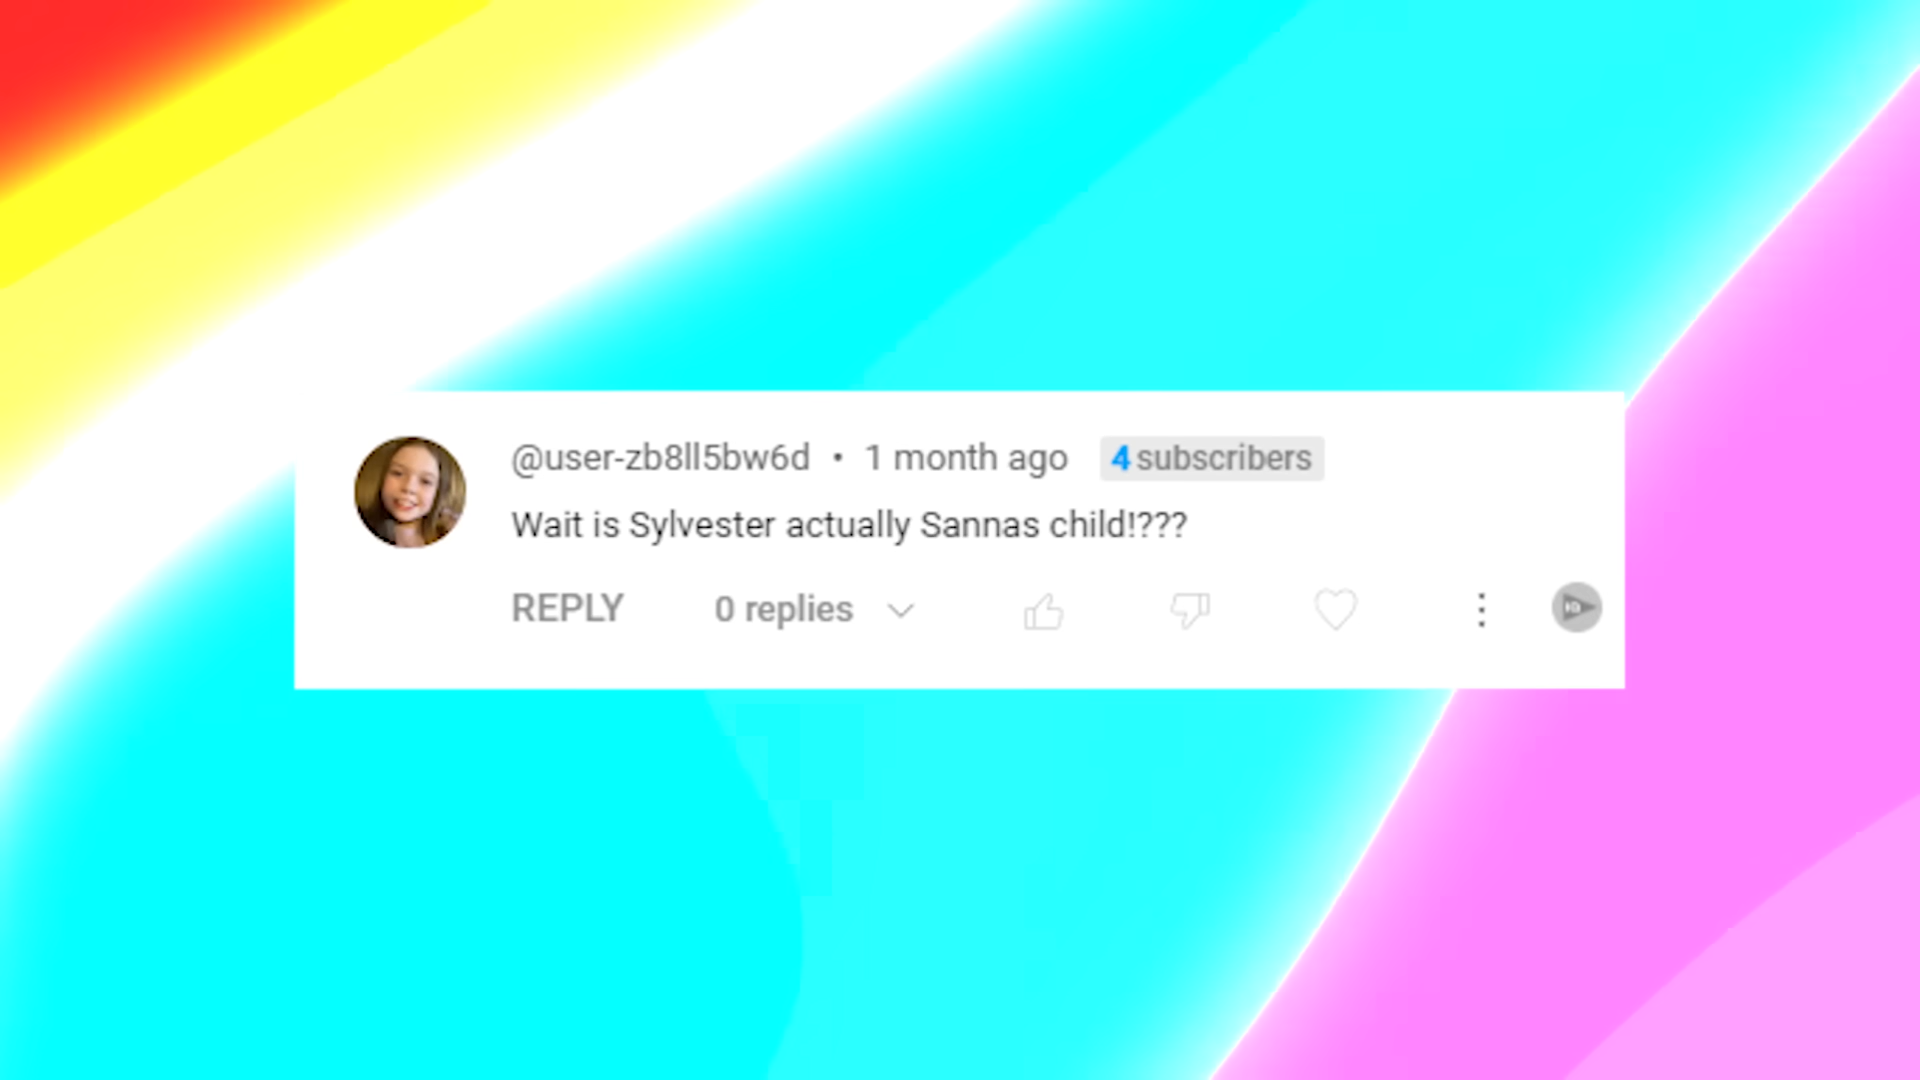 @user-zb8ll5bw6d • 1 month ago 4 subscribers
Wait is Sylvester actually Sannas child!???
REPLY 0 replies